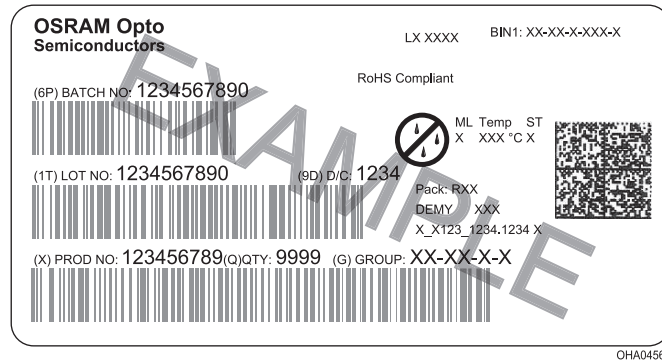 OSRAM Opto
Semiconductors
LX XXXX
BIN1: XX-XX-X-XXX-X
RoHS Compliant
(6P) BATCH NO: 1234567890
ML Temp ST
X XXX °C X
(1T) LOT NO: 1234567890
(9D) D/C: 1234
Pack: RXX
DEMY XXX
X_X123_1234.1234 X
(X) PROD NO: 123456789(Q)QTY: 9999 (G) GROUP: XX-XX-X-X
EXAMPLE
OHA0456